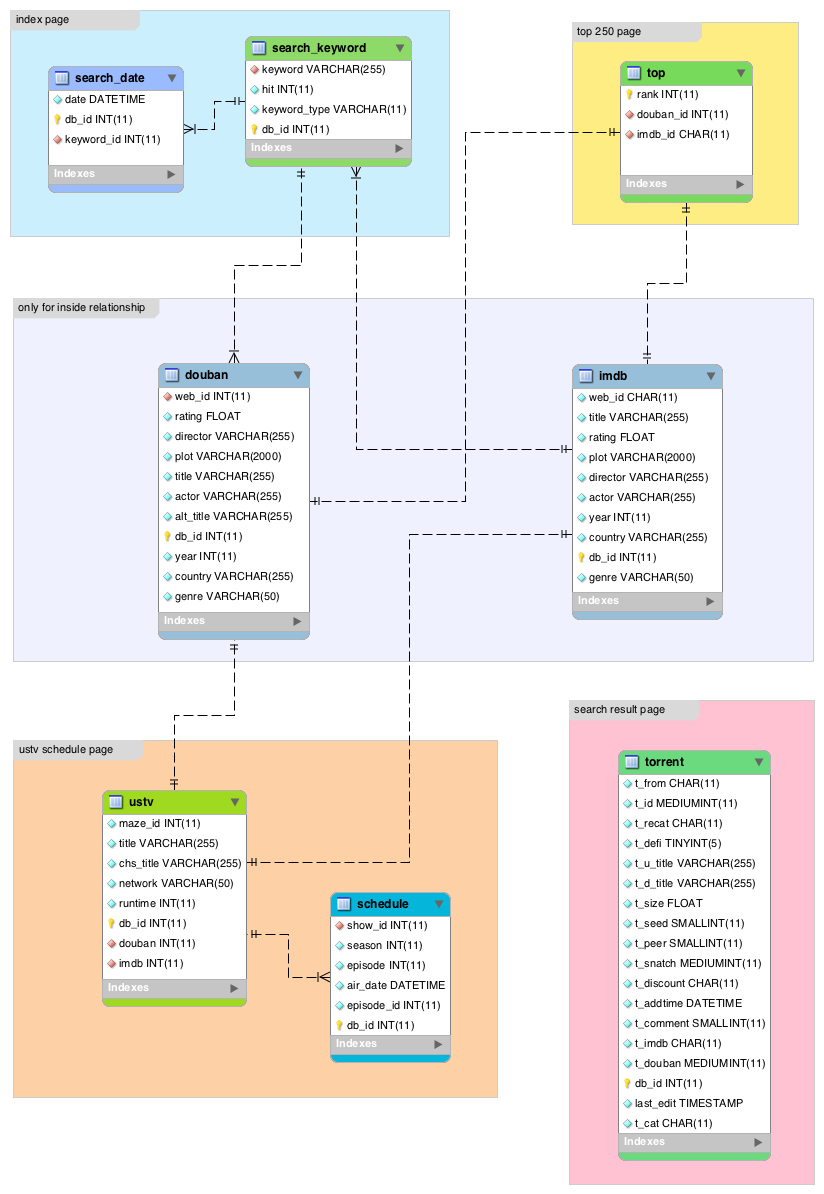 index page
search_date
date DATETIME
db_id INT(11)
keyword_id INT(11)
Indexes
search_keyword
keyword VARCHAR(255)
hit INT(11)
keyword_type VARCHAR(11)
db_id INT(11)
Indexes
top 250 page
top
rank INT(11)
douban_id INT(11)
imdb_id CHAR(11)
Indexes
only for inside relationship
douban
web_id INT(11)
rating FLOAT
director VARCHAR(255)
plot VARCHAR(2000)
title VARCHAR(255)
actor VARCHAR(255)
alt_title VARCHAR(255)
db_id INT(11)
year INT(11)
country VARCHAR(255)
genre VARCHAR(50)
Indexes
imdb
web_id CHAR(11)
title VARCHAR(255)
rating FLOAT
plot VARCHAR(2000)
director VARCHAR(255)
actor VARCHAR(255)
year INT(11)
country VARCHAR(255)
db_id INT(11)
genre VARCHAR(50)
Indexes
ustv schedule page
ustv
maze_id INT(11)
title VARCHAR(255)
chs_title VARCHAR(255)
network VARCHAR(50)
runtime INT(11)
db_id INT(11)
douban INT(11)
imdb INT(11)
Indexes
schedule
show_id INT(11)
season INT(11)
episode INT(11)
air_date DATETIME
episode_id INT(11)
db_id INT(11)
Indexes
search result page
torrent
t_from CHAR(11)
t_id MEDIUMINT(11)
t_recat CHAR(11)
t_defi TINYINT(5)
t_u_title VARCHAR(255)
t_d_title VARCHAR(255)
t_size FLOAT
t_seed SMALLINT(11)
t_peer SMALLINT(11)
t_snatch MEDIUMINT(11)
t_discount CHAR(11)
t_addtime DATETIME
t_comment SMALLINT(11)
t_imdb CHAR(11)
t_douban MEDIUMINT(11)
db_id INT(11)
last_edit TIMESTAMP
t_cat CHAR(11)
Indexes